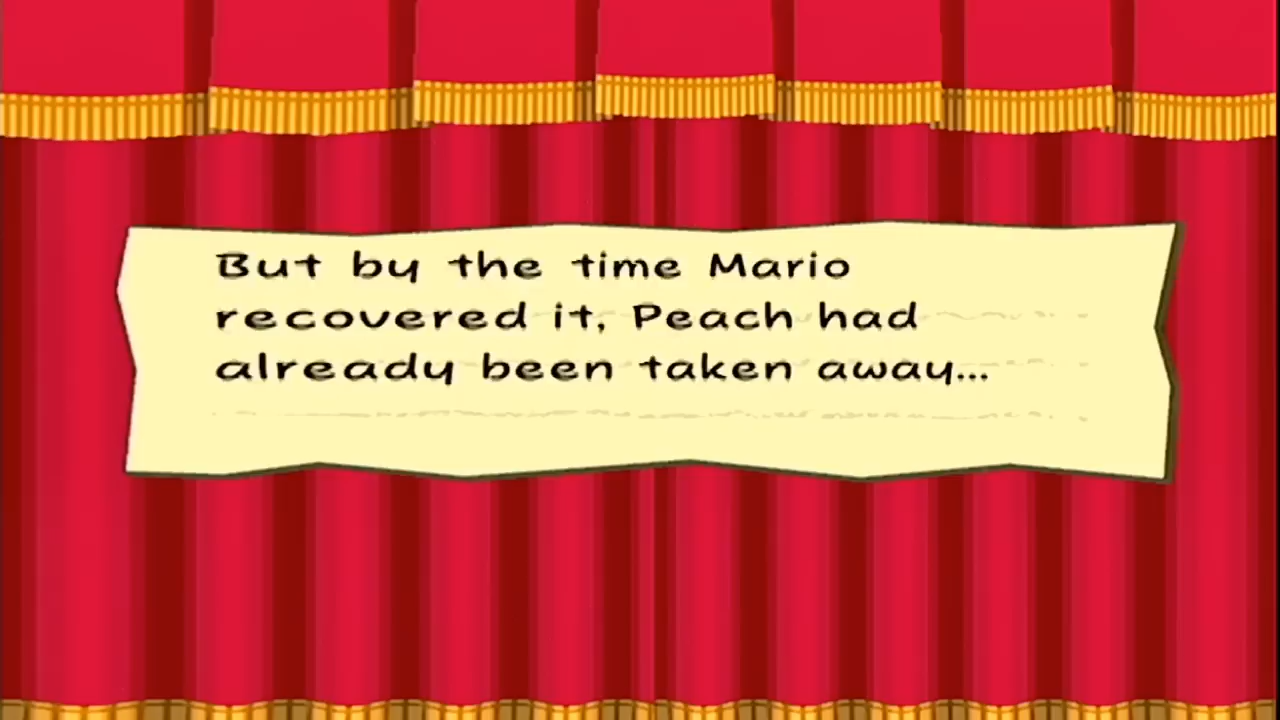 But by the time Mario
recovered it, Peach had
already been taken away...